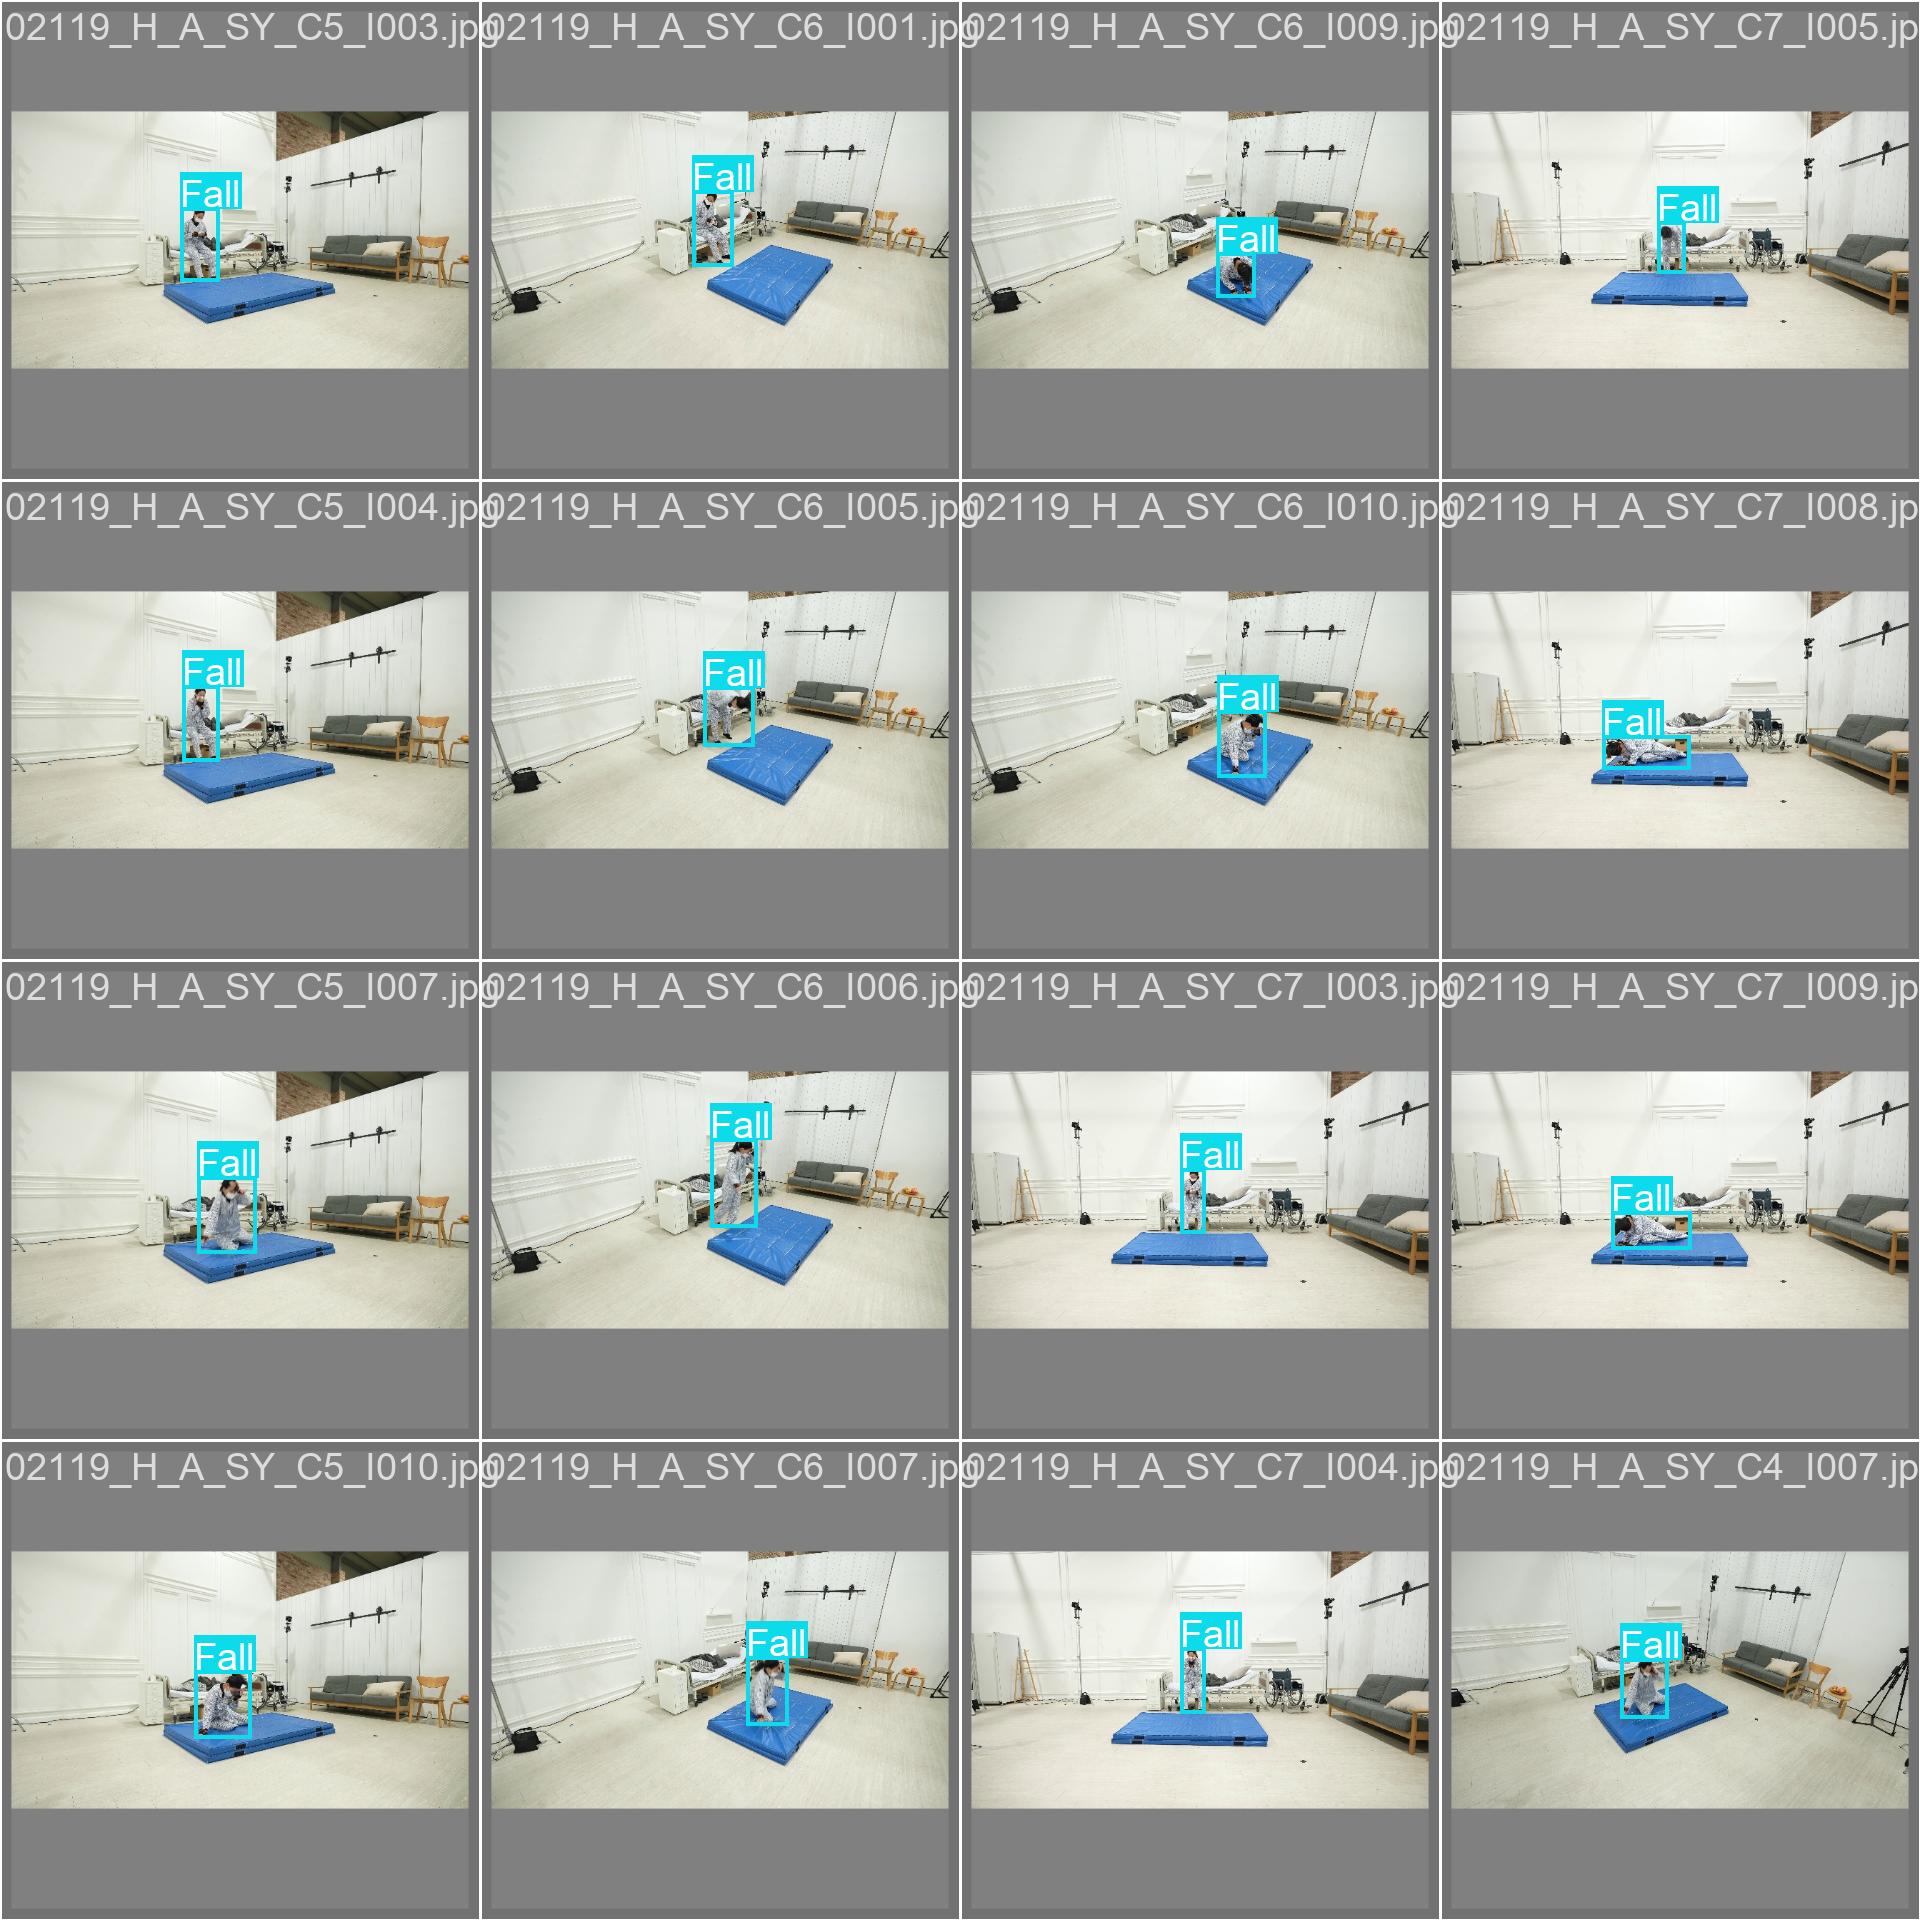 02119_H_A_SY_C5_I003.jpg
02119_H_A_SY_C6_I001.jpg
02119_H_A_SY_C6_I009.jpg
02119_H_A_SY_C7_I005.jp
Fall
Fall
Fall
Fall
02119_H_A_SY_C5_I004.jpg
02119_H_A_SY_C6_I005.jpg
02119_H_A_SY_C6_I010.jpg
02119_H_A_SY_C7_I008.jp
Fall
Fall
Fall
Fall
02119_H_A_SY_C5_I007.jpg
02119_H_A_SY_C6_I006.jpg
02119_H_A_SY_C7_I003.jpg
02119_H_A_SY_C7_I009.jp
Fall
Fall
Fall
Fall
02119_H_A_SY_C5_I010.jpg
02119_H_A_SY_C6_I007.jpg
02119_H_A_SY_C7_I004.jpg
02119_H_A_SY_C4_I007.jp
Fall
Fall
Fall
Fall